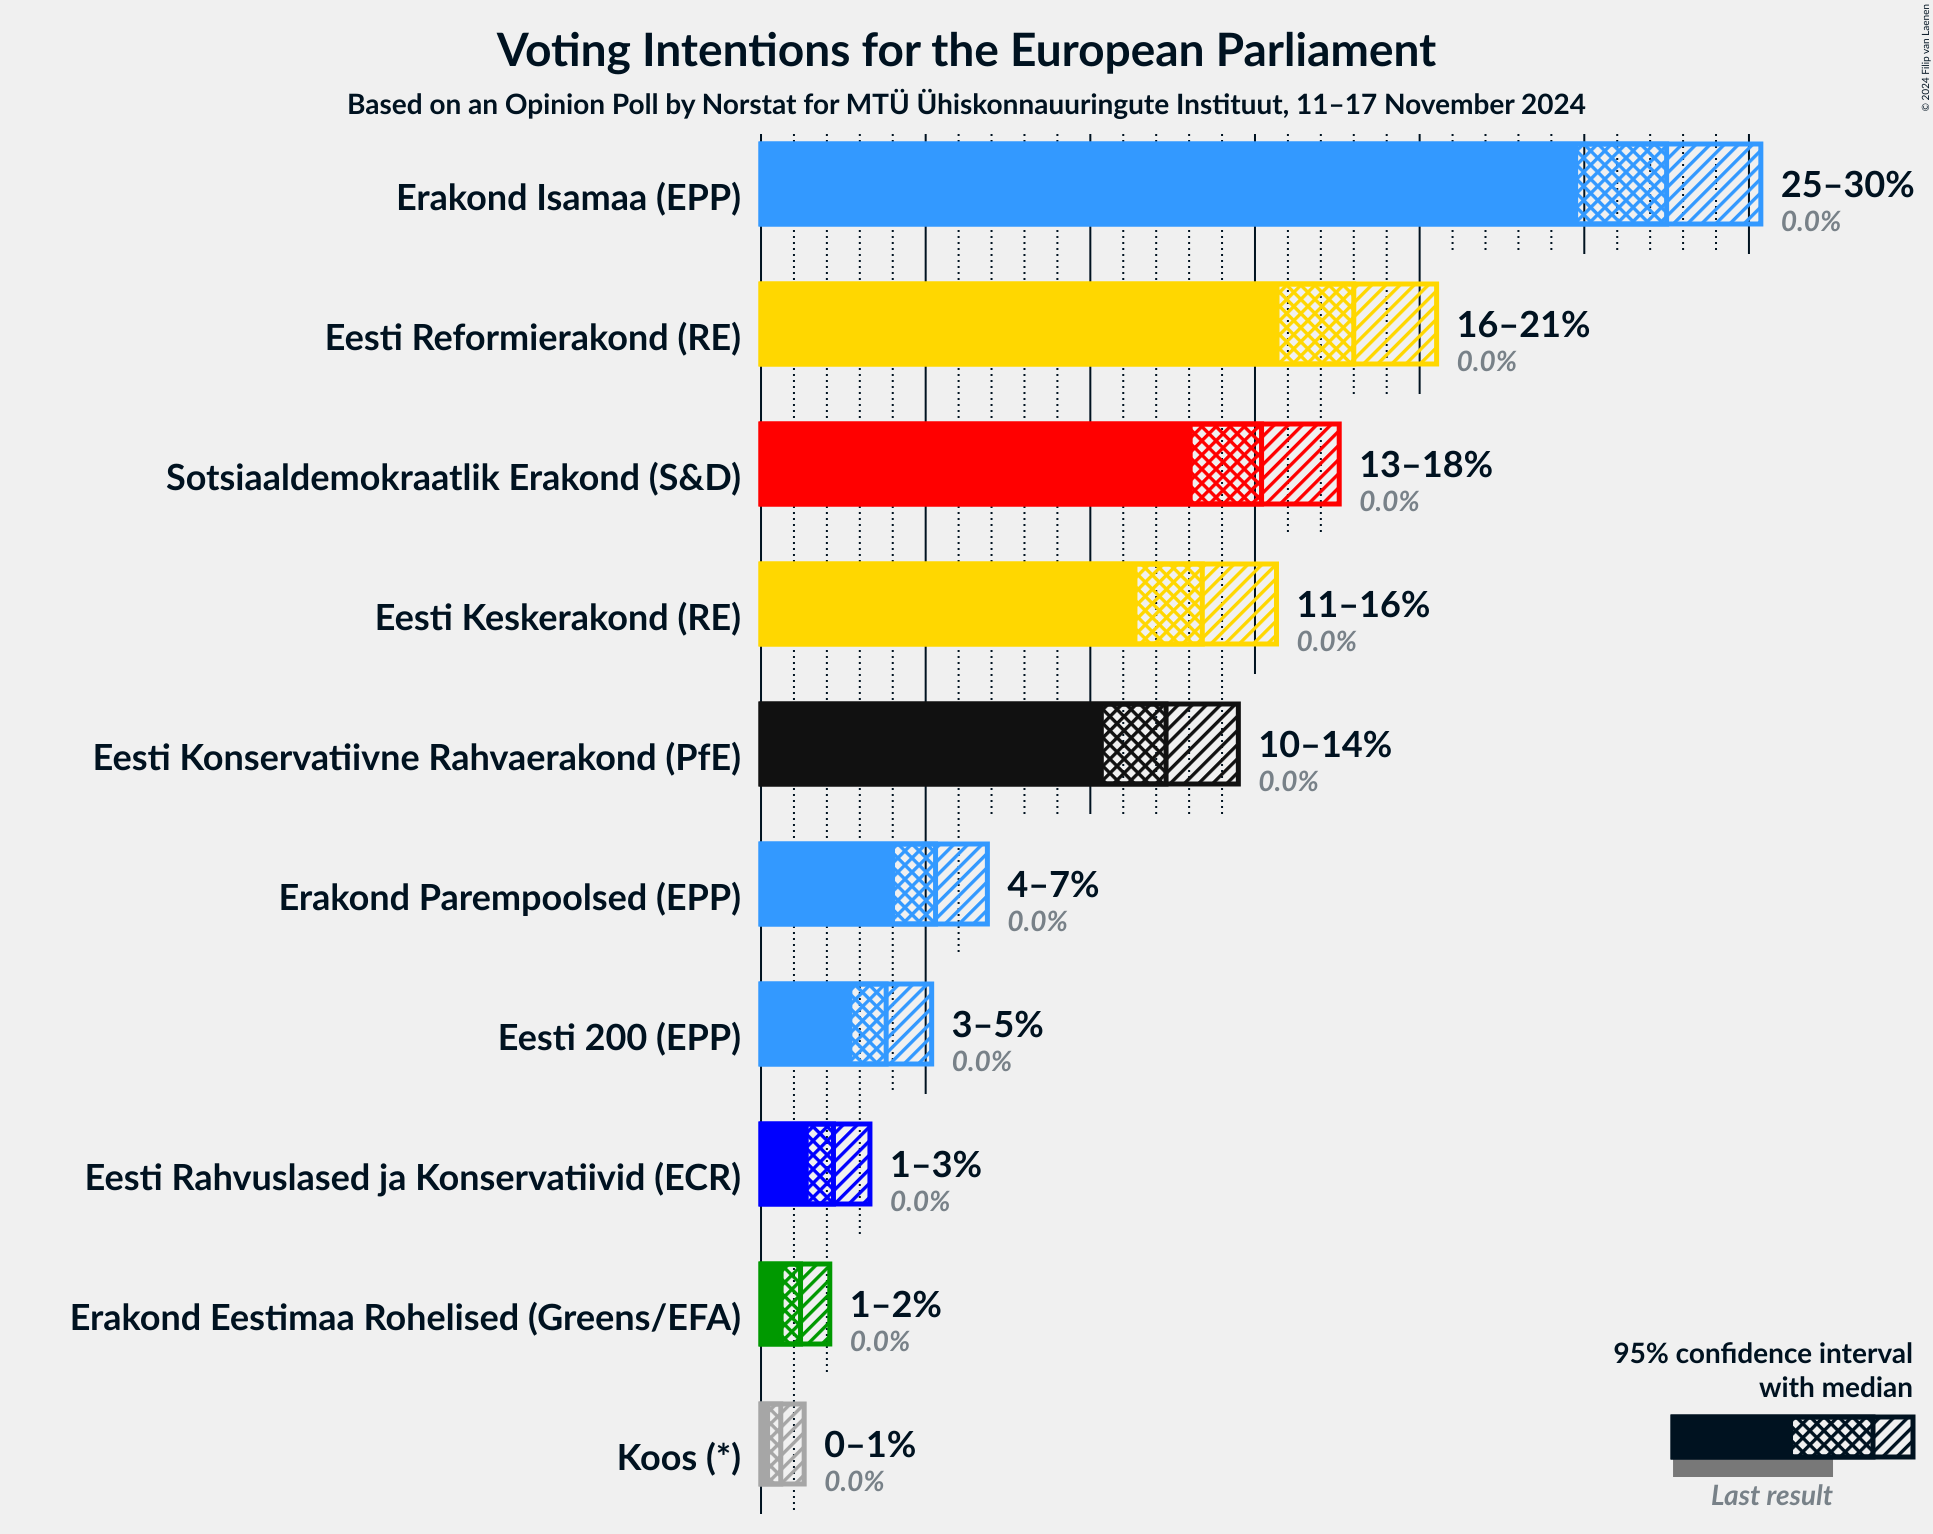 Voting Intentions for the European Parliament
Based on an Opinion Poll by Norstat for MTÜ Ühiskonnauuringute Instituut, 11–17 November 2024
© 2024 Filip van Laenen
Erakond Isamaa (EPP)
25–30%
0.0%
Eesti Reformierakond (RE)
16–21%
0.0%
Sotsiaaldemokraatlik Erakond (S&D)
13–18%
0.0%
Eesti Keskerakond (RE)
11–16%
0.0%
Eesti Konservatiivne Rahvaerakond (PfE)
10–14%
0.0%
Erakond Parempoolsed (EPP)
4–7%
0.0%
Eesti 200 (EPP)
3–5%
0.0%
Eesti Rahvuslased ja Konservatiivid (ECR)
1–3%
0.0%
Erakond Eestimaa Rohelised (Greens/EFA)
1–2%
0.0%
Koos (*)
0–1%
0.0%
95% confidence interval
with median
Last result